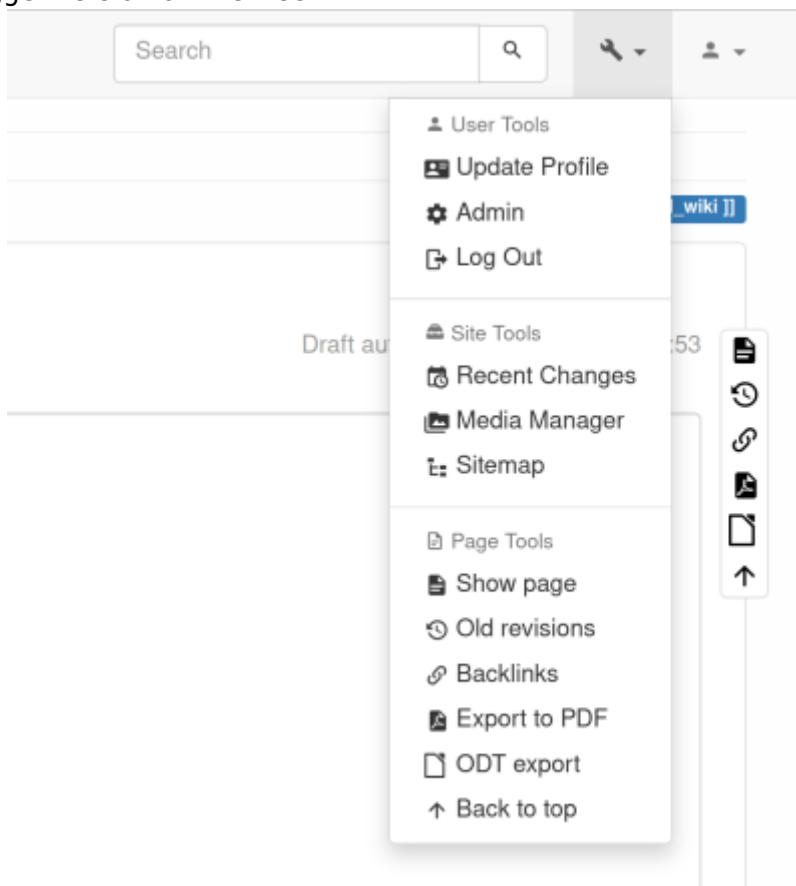 Search
User Tools
Update Profile
Admin
_wiki ]]
Log Out
Site Tools
Draft au
:53
Recent Changes
Media Manager
Sitemap
Page Tools
Show page
Old revisions
Backlinks
Export to PDF
ODT export
Back to top